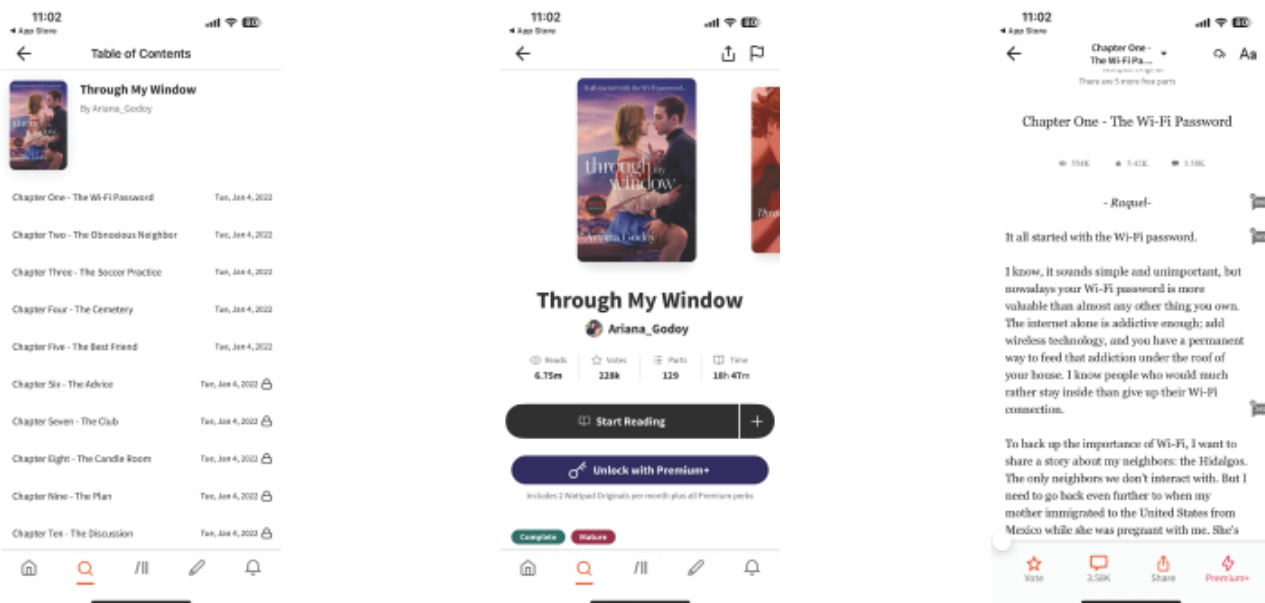 11:02
App Store
Table of Contents
Through My Window
By Ariana_Godoy
Chapter One - The Wi-Fi Password Tue, Jan 4, 2022
Chapter Two - The Obnoxious Neighbor Tue, Jan 4, 2022
Chapter Three - The Soccer Practice Tue, Jan 4, 2022
Chapter Four - The Cemetery Tue, Jan 4, 2022
Chapter Five - The Best Friend Tue, Jan 4, 2022
Chapter Six - The Advice Tue, Jan 4, 2022
Chapter Seven - The Club Tue, Jan 4, 2022
Chapter Eight - The Candle Room Tue, Jan 4, 2022
Chapter Nine - The Plan Tue, Jan 4, 2022
Chapter Ten - The Discussion Tue, Jan 4, 2022
11:02
App Store
It all started with the Wi-Fi password...
through my
window
Ariana Godoy
Through My Window
Ariana_Godoy
Reads Votes Parts Time
6.75m 228k 129 18h 47m
Start Reading
Unlock with Premium+
Includes 2 Wattpad Originals per month plus all Premium perks
Complete Mature
11:02
App Store
Chapter One -
The Wi-Fi Pa...
Aa
There are 5 more free parts
Chapter One - The Wi-Fi Password
- Raquel-
It all started with the Wi-Fi password.
I know, it sounds simple and unimportant, but
nowadays your Wi-Fi password is more
valuable than almost any other thing you own.
The internet alone is addictive enough; add
wireless technology, and you have a permanent
way to feed that addiction under the roof of
your house. I know people who would much
rather stay inside than give up their Wi-Fi
connection.
To back up the importance of Wi-Fi, I want to
share a story about my neighbors: the Hidalgos.
The only neighbors we don't interact with. But I
need to go back even further to when my
mother immigrated to the United States from
Mexico while she was pregnant with me. She's
Vote 3.58K Share Premium+